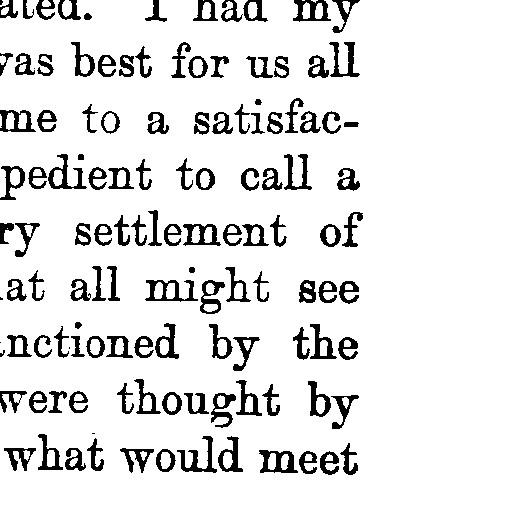 ated. I had my
was best for us all
me to a satisfac-
pedient to call a
ry settlement of
at all might see
nctioned by the
were thought by
what would meet